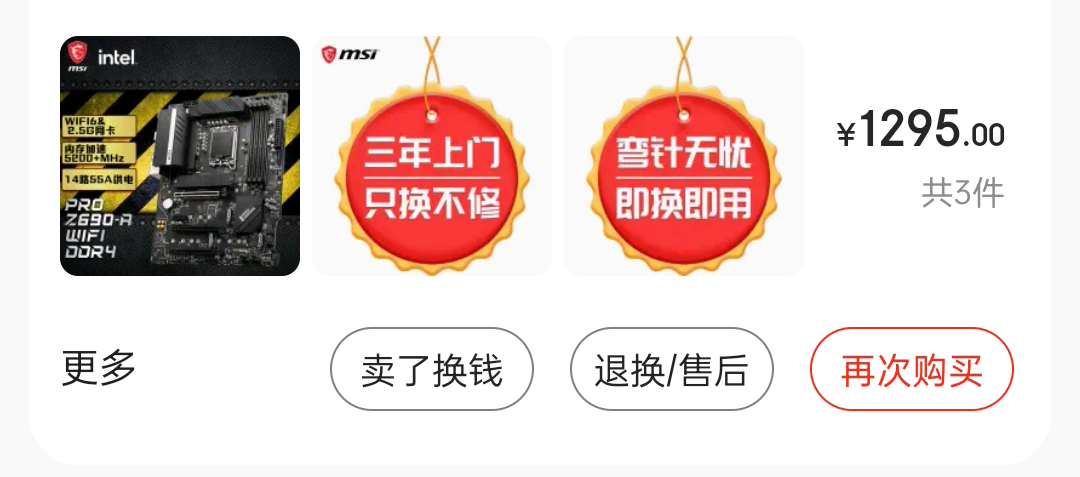 msi
intel
WIFI6&
2.5G网卡
内存加速
5200+MHz
14路55A供电
PRO
Z690-A
WIFI
DDR4
msi
三年上门
只换不修
弯针无忧
即换即用
¥1295.00
共3件
更多
卖了换钱
退换/售后
再次购买